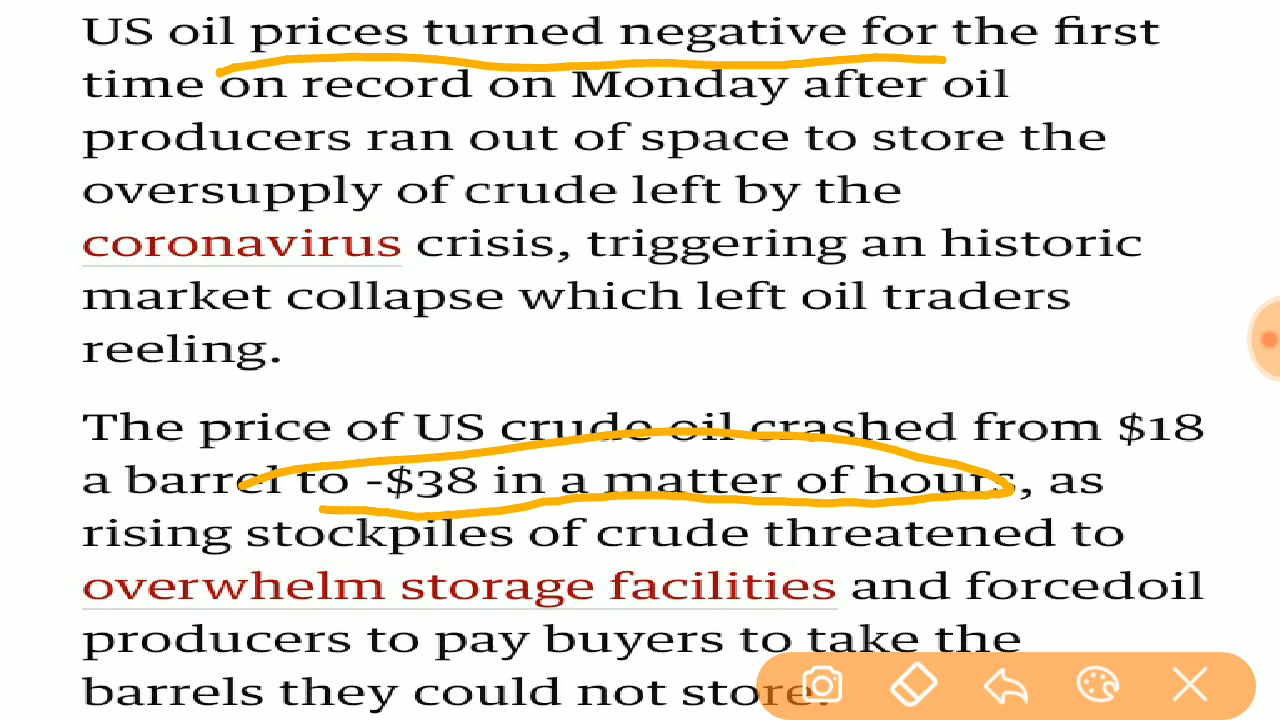 US oil prices turned negative for the first
time on record on Monday after oil
producers ran out of space to store the
oversupply of crude left by the
coronavirus crisis, triggering an historic
market collapse which left oil traders
reeling.
The price of US crude oil crashed from $18
a barrel to -$38 in a matter of hours, as
rising stockpiles of crude threatened to
overwhelm storage facilities and forcedoil
producers to pay buyers to take the
barrels they could not store.